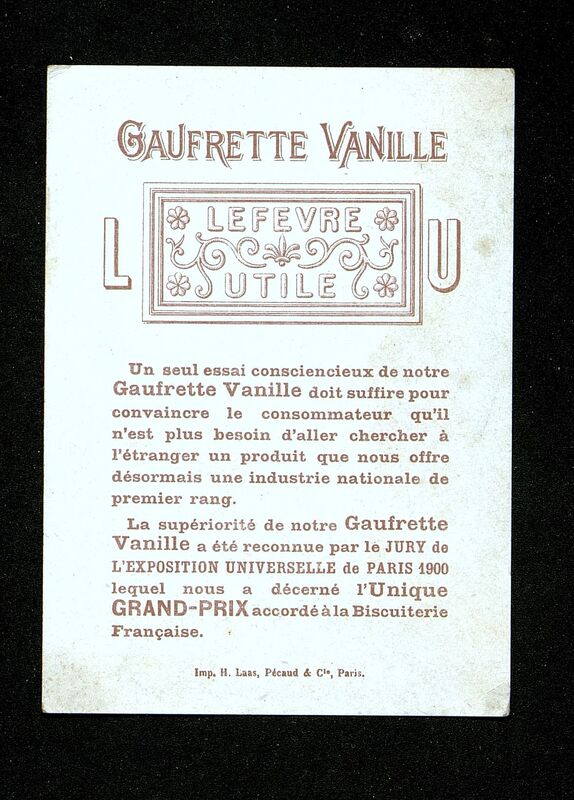 GAUFRETTE VANILLE
L LEFEVRE U
UTILE
Un seul essai consciencieux de notre
Gaufrette Vanille doit suffire pour
convaincre le consommateur qu'il
n'est plus besoin d'aller chercher à
l'étranger un produit que nous offre
désormais une industrie nationale de
premier rang.
La supériorité de notre Gaufrette
Vanille a été reconnue par le JURY de
L'EXPOSITION UNIVERSELLE de PARIS 1900
lequel nous a décerné l'Unique
GRAND-PRIX accordé à la Biscuiterie
Française.
Imp. H. Laas, Pécaud & Cie, Paris.